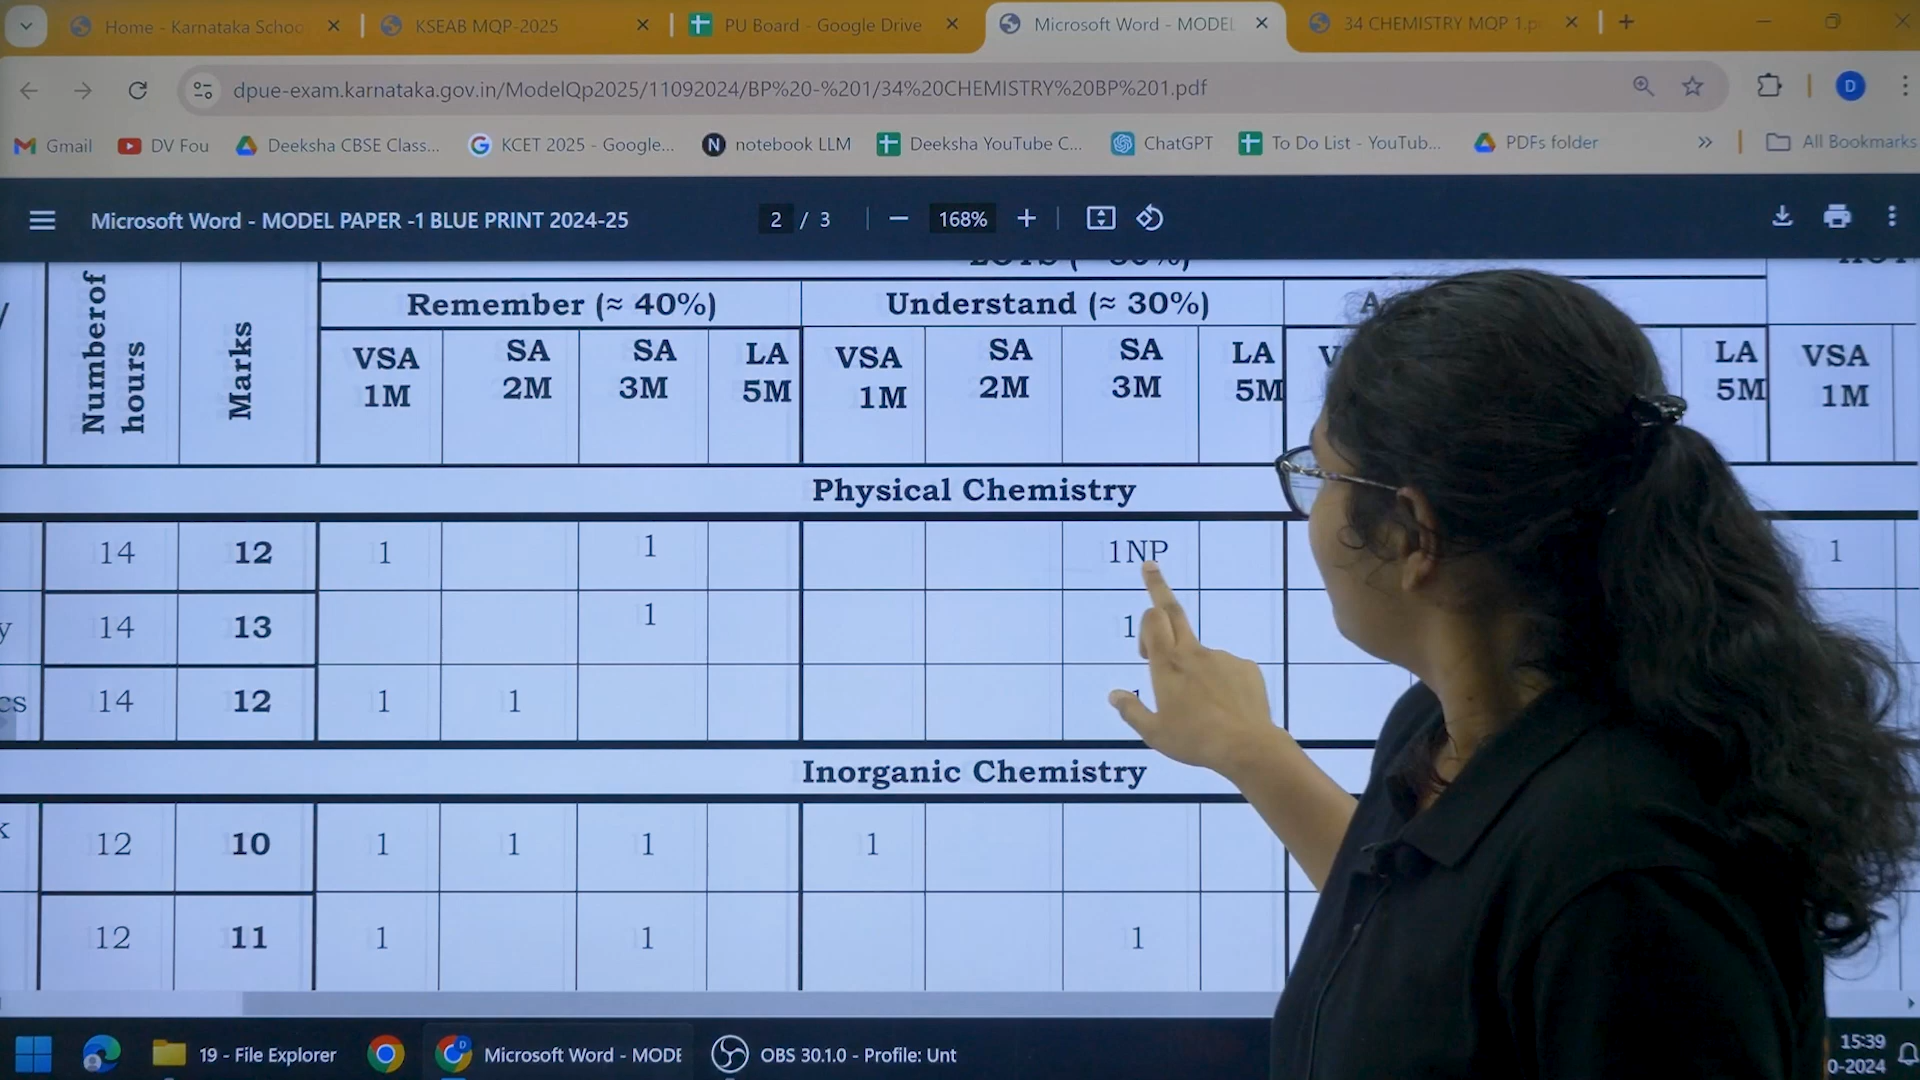 Home - Karnataka Schoo
KSEAB MQP-2025
PU Board - Google Drive
Microsoft Word - MODEL
34 CHEMISTRY MQP 1.p
dpue-exam.karnataka.gov.in/ModelQp2025/11092024/BP%20-%201/34%20CHEMISTRY%20BP%201.pdf
D
Gmail
DV Fou
Deeksha CBSE Class...
KCET 2025 - Google...
notebook LLM
Deeksha YouTube C...
ChatGPT
To Do List - YouTub...
PDFs folder
All Bookmarks
Microsoft Word - MODEL PAPER -1 BLUE PRINT 2024-25
2 / 3
168%
Numberof hours
Marks
Remember (≈ 40%)
Understand (≈ 30%)
VSA 1M
SA 2M
SA 3M
LA 5M
VSA 1M
SA 2M
SA 3M
LA 5M
LA 5M
VSA 1M
Physical Chemistry
14 12 1 1 1NP 1
y 14 13 1 1
cs 14 12 1 1 1
Inorganic Chemistry
k 12 10 1 1 1 1
12 11 1 1 1
19 - File Explorer
Microsoft Word - MODE
OBS 30.1.0 - Profile: Unt
15:39
0-2024